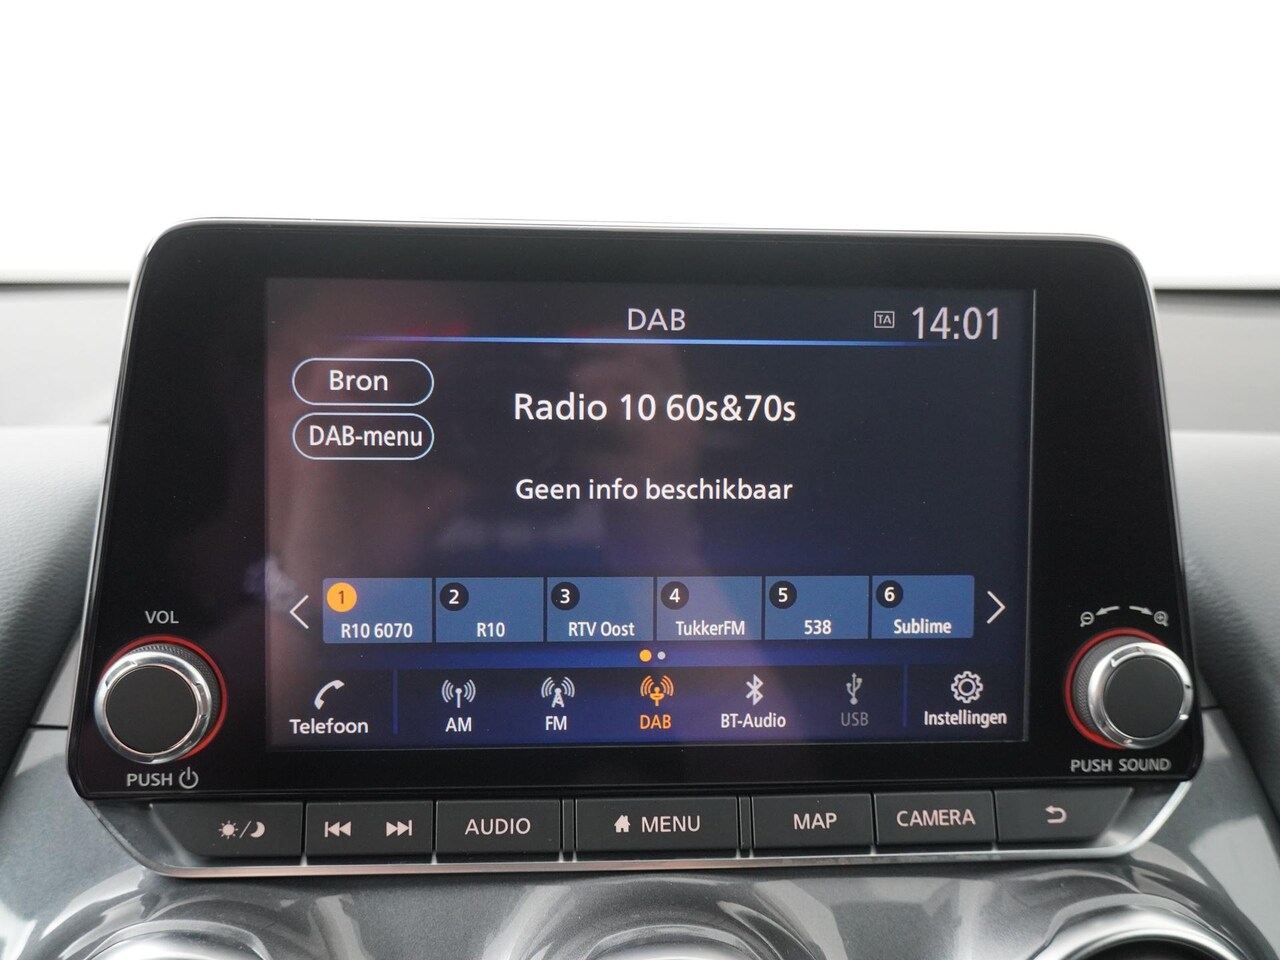 DAB
TA 14:01
Bron
Radio 10 60s&70s
DAB-menu
Geen info beschikbaar
1 2 3 4 5 6
R10 6070 R10 RTV Oost TukkerFM 538 Sublime
VOL
Telefoon AM FM DAB BT-Audio USB Instellingen
PUSH PUSH SOUND
AUDIO MENU MAP CAMERA